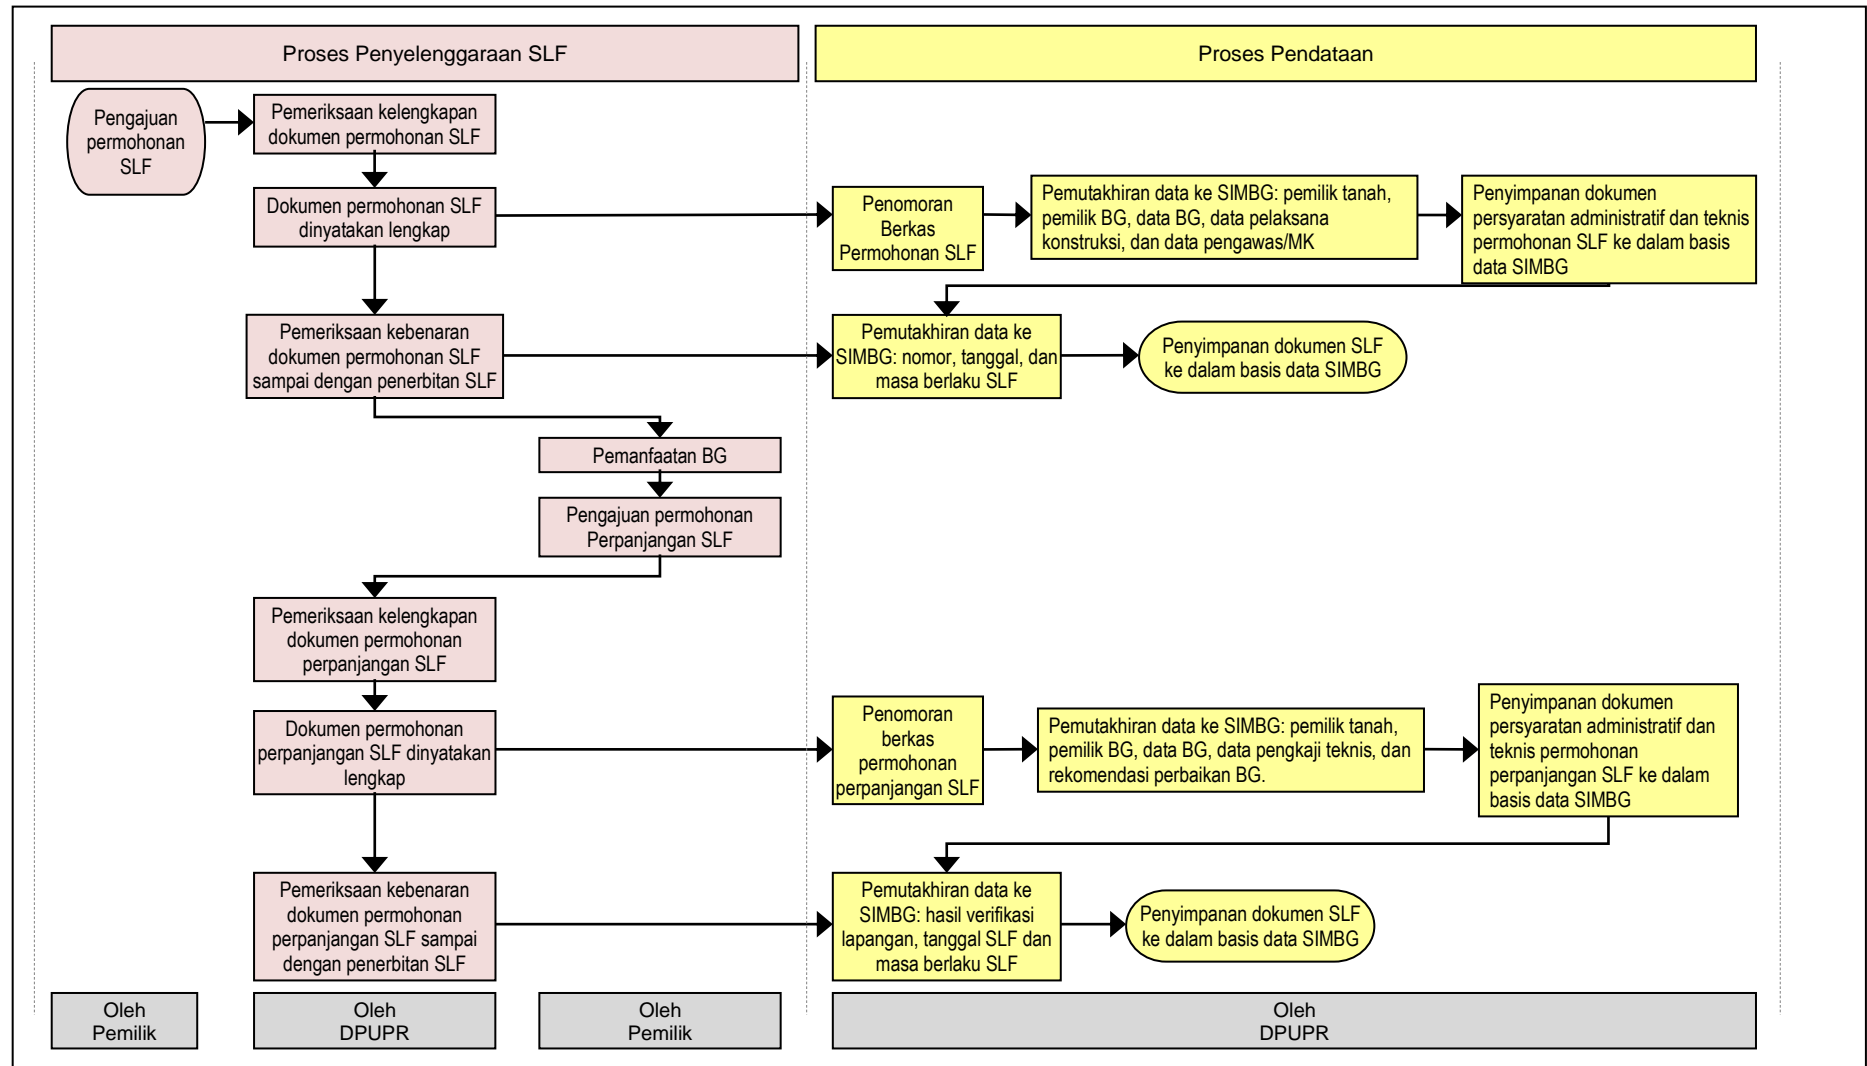 Proses Penyelenggaraan SLF
Proses Pendataan
Pengajuan
permohonan
SLF
Pemeriksaan kelengkapan
dokumen permohonan SLF
Dokumen permohonan SLF
dinyatakan lengkap
Penomoran
Berkas
Permohonan SLF
Pemutakhiran data ke SIMBG: pemilik tanah,
pemilik BG, data BG, data pelaksana
konstruksi, dan data pengawas/MK
Penyimpanan dokumen
persyaratan administratif dan teknis
permohonan SLF ke dalam basis
data SIMBG
Pemeriksaan kebenaran
dokumen permohonan SLF
sampai dengan penerbitan SLF
Pemutakhiran data ke
SIMBG: nomor, tanggal, dan
masa berlaku SLF
Penyimpanan dokumen SLF
ke dalam basis data SIMBG
Pemanfaatan BG
Pengajuan permohonan
Perpanjangan SLF
Pemeriksaan kelengkapan
dokumen permohonan
perpanjangan SLF
Dokumen permohonan
perpanjangan SLF dinyatakan
lengkap
Penomoran
berkas
permohonan
perpanjangan SLF
Pemutakhiran data ke SIMBG: pemilik tanah,
pemilik BG, data BG, data pengkaji teknis, dan
rekomendasi perbaikan BG.
Penyimpanan dokumen
persyaratan administratif dan
teknis permohonan
perpanjangan SLF ke dalam
basis data SIMBG
Pemeriksaan kebenaran
dokumen permohonan
perpanjangan SLF sampai
dengan penerbitan SLF
Pemutakhiran data ke
SIMBG: hasil verifikasi
lapangan, tanggal SLF dan
masa berlaku SLF
Penyimpanan dokumen SLF
ke dalam basis data SIMBG
Oleh
Pemilik
Oleh
DPUPR
Oleh
Pemilik
Oleh
DPUPR